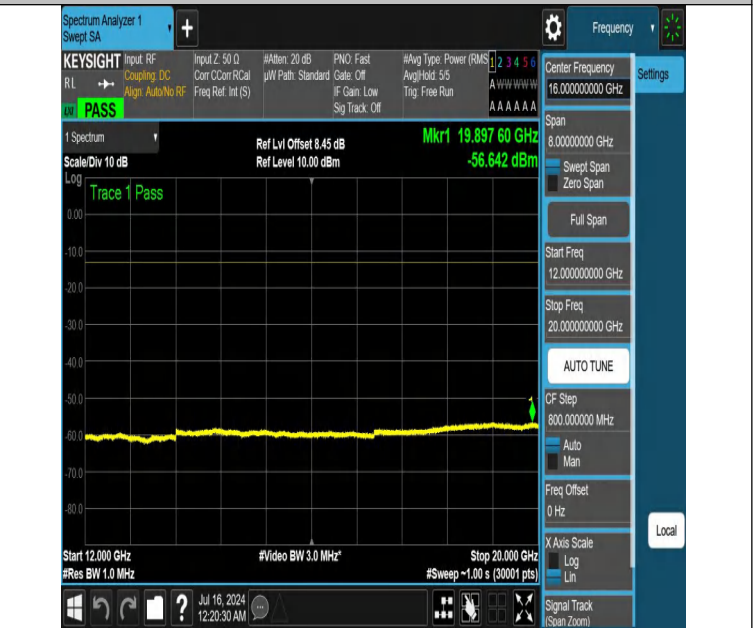 Spectrum Analyzer 1
Swept SA
+
Frequency
KEYSIGHT
RL
PASS
Input: RF
Coupling: DC
Align: Auto/No RF
Input Z: 50 Ω
Corr CCorr RCal
Freq Ref: Int (S)
#Atten: 20 dB
µW Path: Standard
PNO: Fast
Gate: Off
IF Gain: Low
Sig Track: Off
#Avg Type: Power (RMS
Avg|Hold: 5/5
Trig: Free Run
1 2 3 4 5 6
A W W W W W
A A A A A A
Center Frequency
16.000000000 GHz
Settings
Span
8.00000000 GHz
Swept Span
Zero Span
Full Span
Start Freq
12.000000000 GHz
Stop Freq
20.000000000 GHz
AUTO TUNE
CF Step
800.000000 MHz
Auto
Man
Freq Offset
0 Hz
X Axis Scale
Log
Lin
Signal Track
(Span Zoom)
Local
1 Spectrum
Scale/Div 10 dB
Ref Lvl Offset 8.45 dB
Ref Level 10.00 dBm
Mkr1 19.897 60 GHz
-56.642 dBm
Log
Trace 1 Pass
0.00
-10.0
-20.0
-30.0
-40.0
-50.0
-60.0
-70.0
-80.0
1
Start 12.000 GHz
#Res BW 1.0 MHz
#Video BW 3.0 MHz*
Stop 20.000 GHz
#Sweep ~1.00 s (30001 pts)
?
Jul 16, 2024
12:20:30 AM